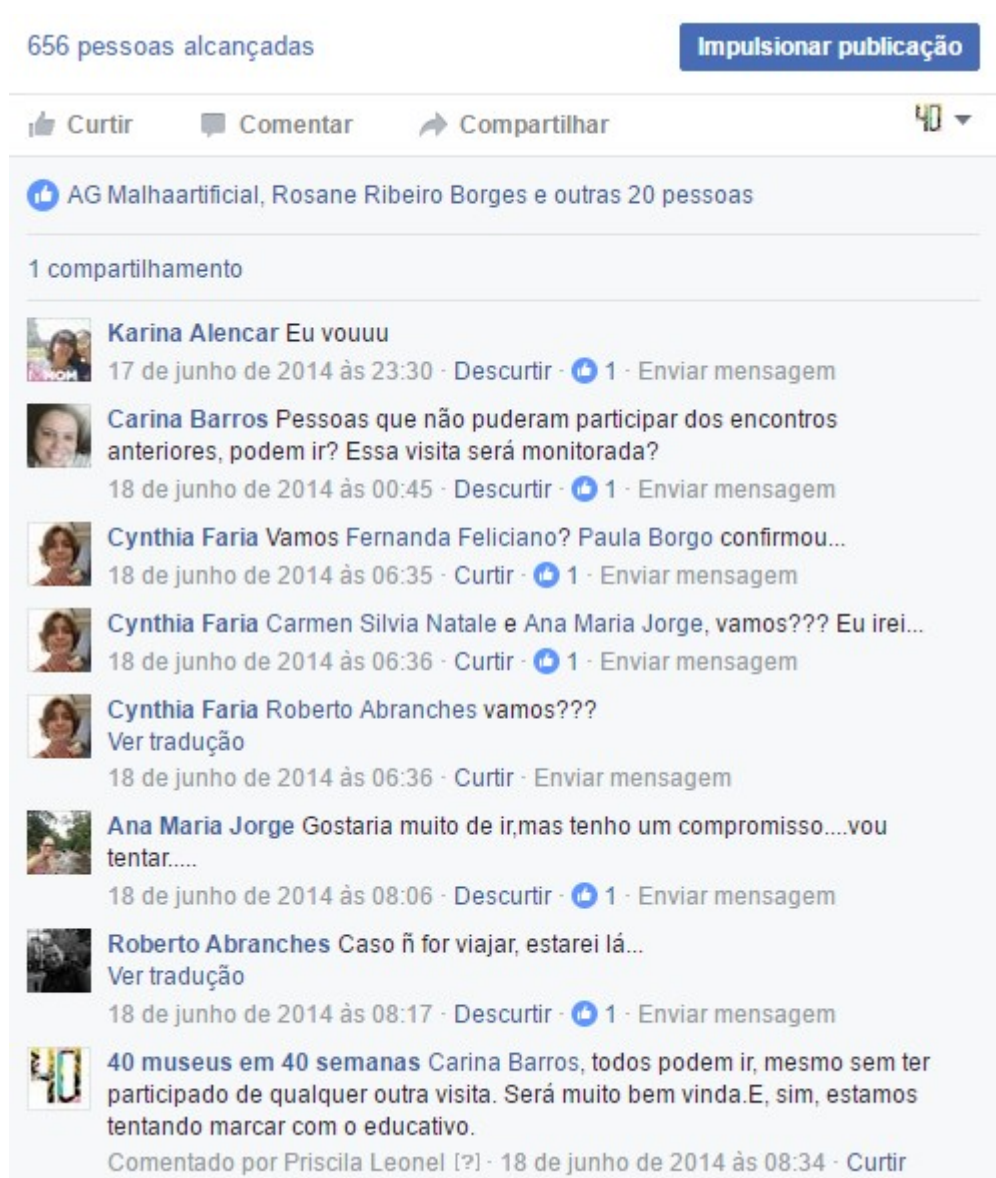 656 pessoas alcançadas
Impulsionar publicação
Curtir Comentar Compartilhar 40
AG Malhaartificial, Rosane Ribeiro Borges e outras 20 pessoas
1 compartilhamento
Karina Alencar Eu vouuu
17 de junho de 2014 às 23:30 · Descurtir · 1 · Enviar mensagem
Carina Barros Pessoas que não puderam participar dos encontros
anteriores, podem ir? Essa visita será monitorada?
18 de junho de 2014 às 00:45 · Descurtir · 1 · Enviar mensagem
Cynthia Faria Vamos Fernanda Feliciano? Paula Borgo confirmou...
18 de junho de 2014 às 06:35 · Curtir · 1 · Enviar mensagem
Cynthia Faria Carmen Silvia Natale e Ana Maria Jorge, vamos??? Eu irei...
18 de junho de 2014 às 06:36 · Curtir · 1 · Enviar mensagem
Cynthia Faria Roberto Abranches vamos???
Ver tradução
18 de junho de 2014 às 06:36 · Curtir · Enviar mensagem
Ana Maria Jorge Gostaria muito de ir,mas tenho um compromisso....vou
tentar.....
18 de junho de 2014 às 08:06 · Descurtir · 1 · Enviar mensagem
Roberto Abranches Caso ñ for viajar, estarei lá...
Ver tradução
18 de junho de 2014 às 08:17 · Descurtir · 1 · Enviar mensagem
40
40 museus em 40 semanas Carina Barros, todos podem ir, mesmo sem ter
participado de qualquer outra visita. Será muito bem vinda.E, sim, estamos
tentando marcar com o educativo.
Comentado por Priscila Leonel [?] · 18 de junho de 2014 às 08:34 · Curtir